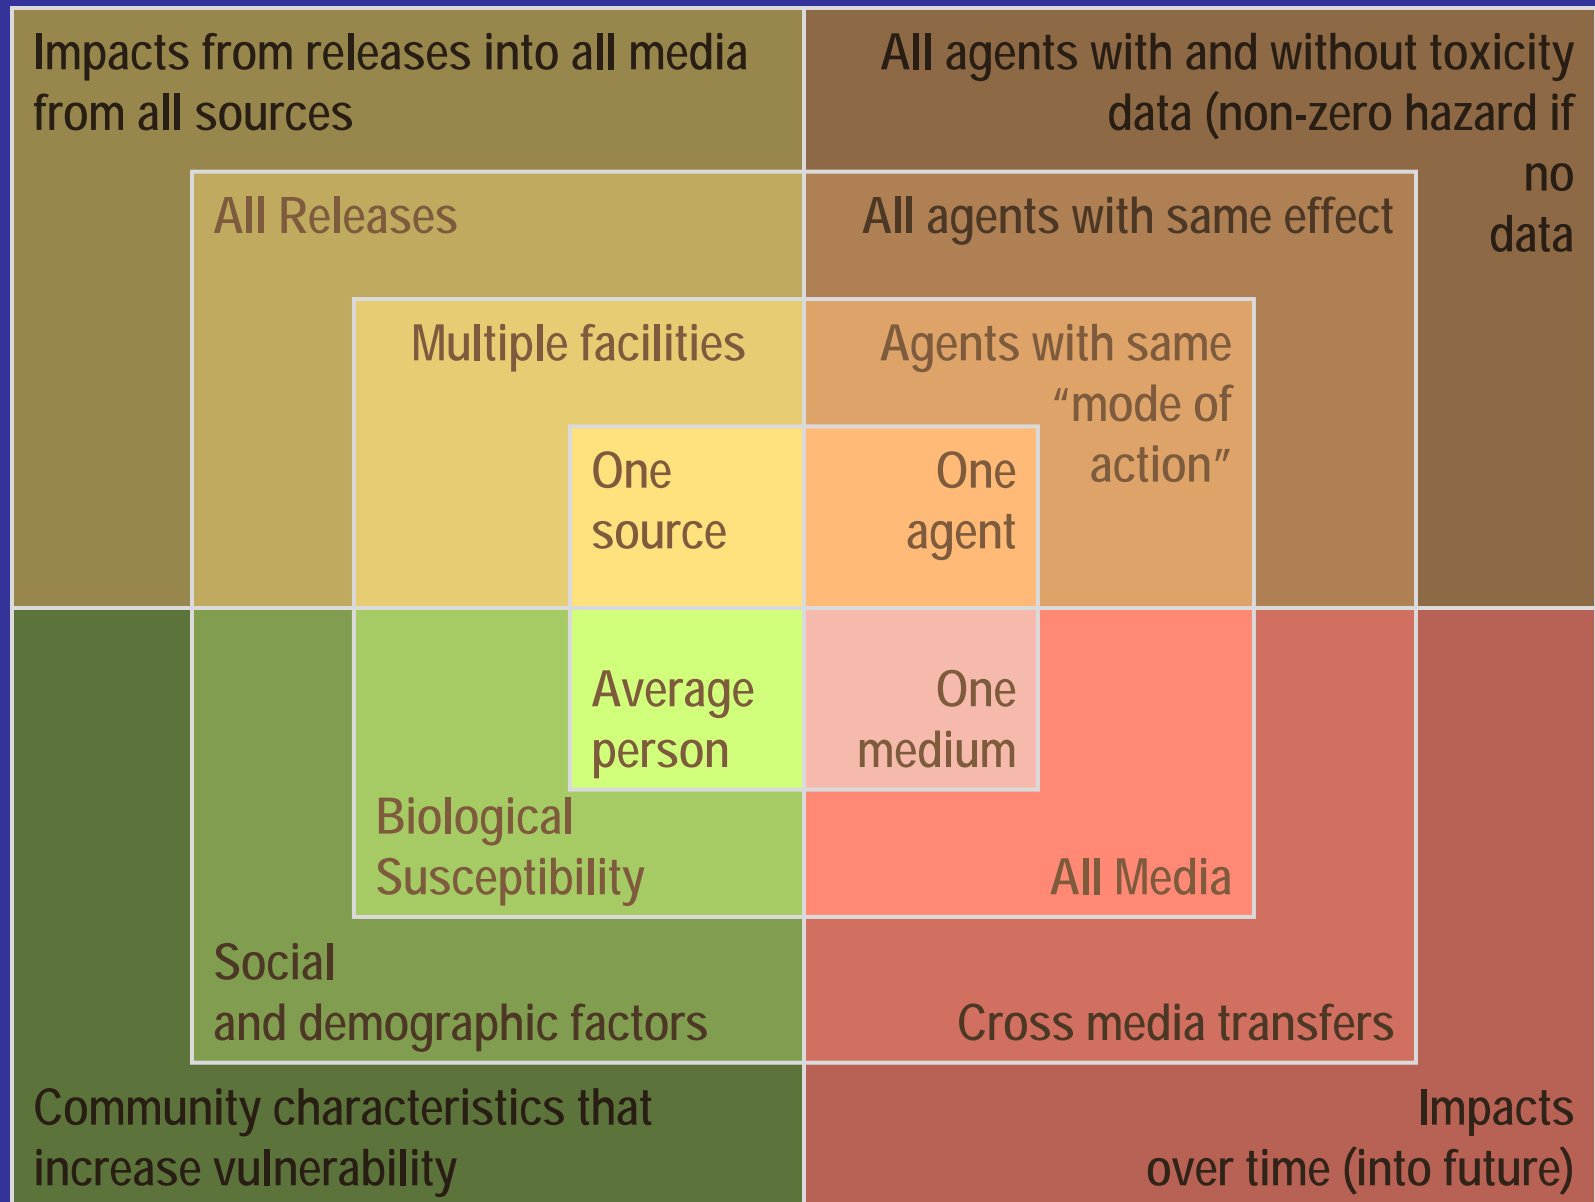 Impacts from releases into all media
from all sources
All agents with and without toxicity
data (non-zero hazard if
no
data
All Releases
All agents with same effect
Multiple facilities
Agents with same
“mode of
action”
One
source
One
agent
Average
person
One
medium
Biological
Susceptibility
All Media
Social
and demographic factors
Cross media transfers
Community characteristics that
increase vulnerability
Impacts
over time (into future)